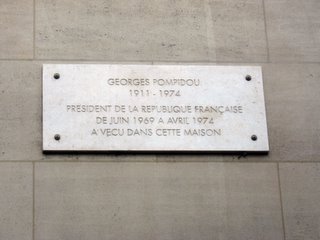 GEORGES POMPIDOU
1911 - 1974
PRESIDENT DE LA REPUBLIQUE FRANÇAISE
DE JUIN 1969 A AVRIL 1974
A VECU DANS CETTE MAISON